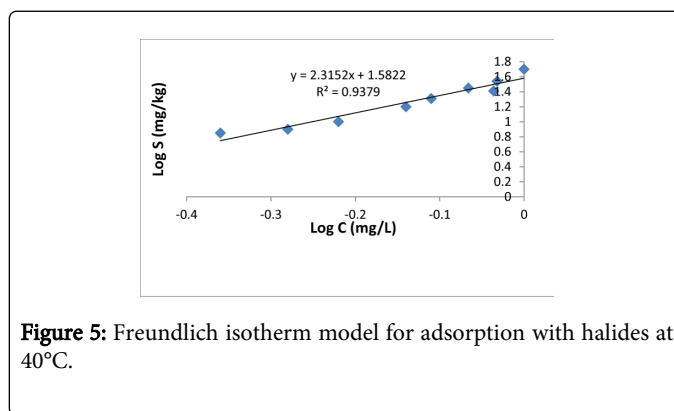 y = 2.3152x + 1.5822
R² = 0.9379
Log S (mg/kg)
1.8
1.6
1.4
1.2
1
0.8
0.6
0.4
0.2
0
-0.4 -0.3 -0.2 -0.1 0
Log C (mg/L)
Figure 5: Freundlich isotherm model for adsorption with halides at
40°C.